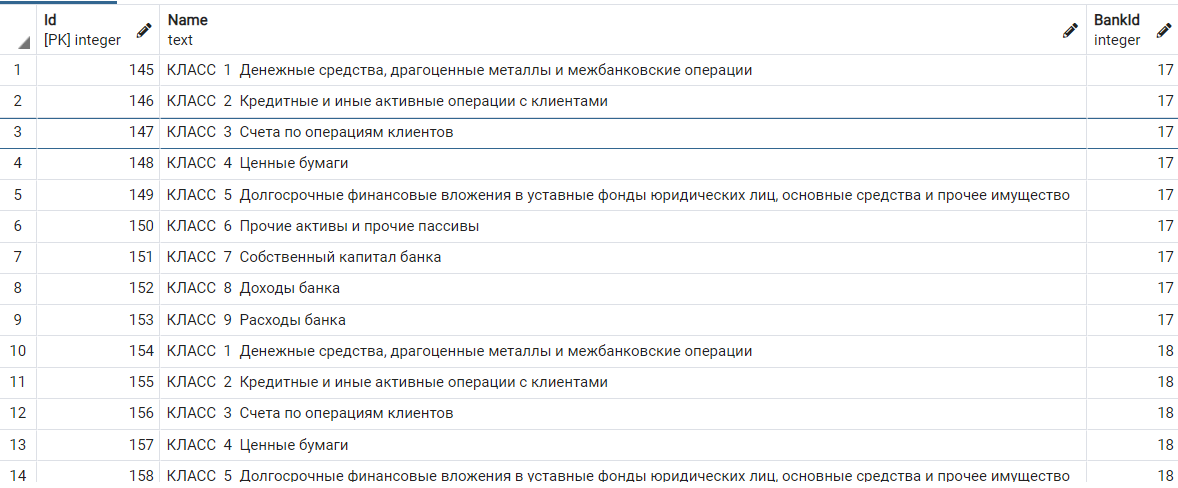 Id Name BankId
[PK] integer text integer
1 145 КЛАСС 1 Денежные средства, драгоценные металлы и межбанковские операции 17
2 146 КЛАСС 2 Кредитные и иные активные операции с клиентами 17
3 147 КЛАСС 3 Счета по операциям клиентов 17
4 148 КЛАСС 4 Ценные бумаги 17
5 149 КЛАСС 5 Долгосрочные финансовые вложения в уставные фонды юридических лиц, основные средства и прочее имущество 17
6 150 КЛАСС 6 Прочие активы и прочие пассивы 17
7 151 КЛАСС 7 Собственный капитал банка 17
8 152 КЛАСС 8 Доходы банка 17
9 153 КЛАСС 9 Расходы банка 17
10 154 КЛАСС 1 Денежные средства, драгоценные металлы и межбанковские операции 18
11 155 КЛАСС 2 Кредитные и иные активные операции с клиентами 18
12 156 КЛАСС 3 Счета по операциям клиентов 18
13 157 КЛАСС 4 Ценные бумаги 18
14 158 КЛАСС 5 Долгосрочные финансовые вложения в уставные фонды юридических лиц, основные средства и прочее имущество 18